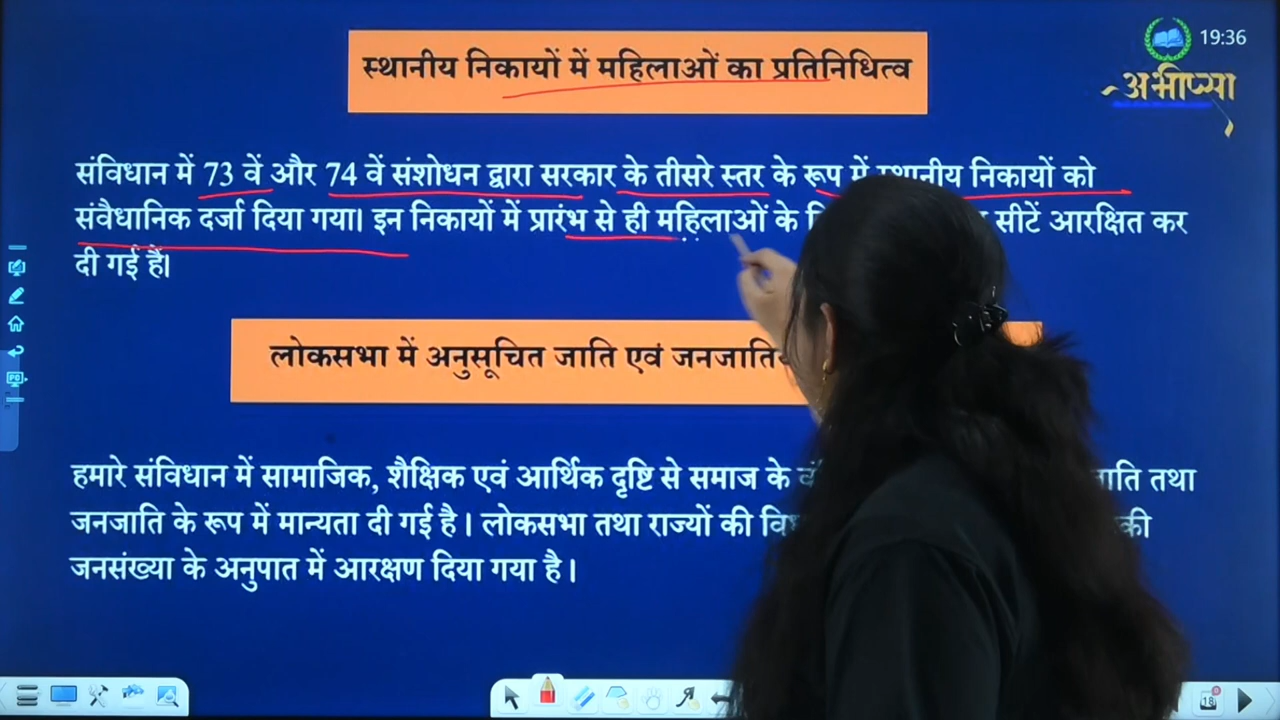 19:36
अभीप्सा
स्थानीय निकायों में महिलाओं का प्रतिनिधित्व
संविधान में 73 वें और 74 वें संशोधन द्वारा सरकार के तीसरे स्तर के रूप में स्थानीय निकायों को
संवैधानिक दर्जा दिया गया। इन निकायों में प्रारंभ से ही महिलाओं के सीटें आरक्षित कर
दी गई हैं।
लोकसभा में अनुसूचित जाति एवं
हमारे संविधान में सामाजिक, शैक्षिक एवं आर्थिक दृष्टि से समाज के तथा
जनजाति के रूप में मान्यता दी गई है। लोकसभा तथा राज्यों की की
जनसंख्या के अनुपात में आरक्षण दिया गया है।
18